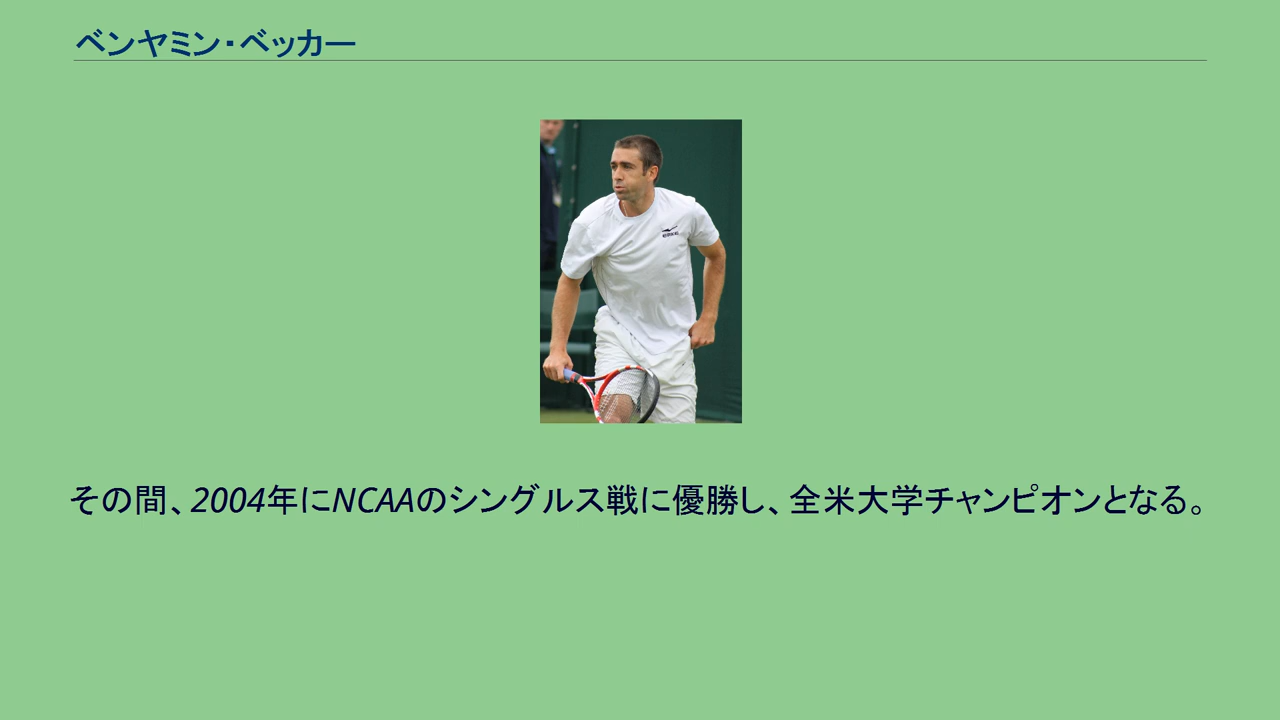 ベンヤミン・ベッカー
その間、2004年にNCAAのシングルス戦に優勝し、全米大学チャンピオンとなる。